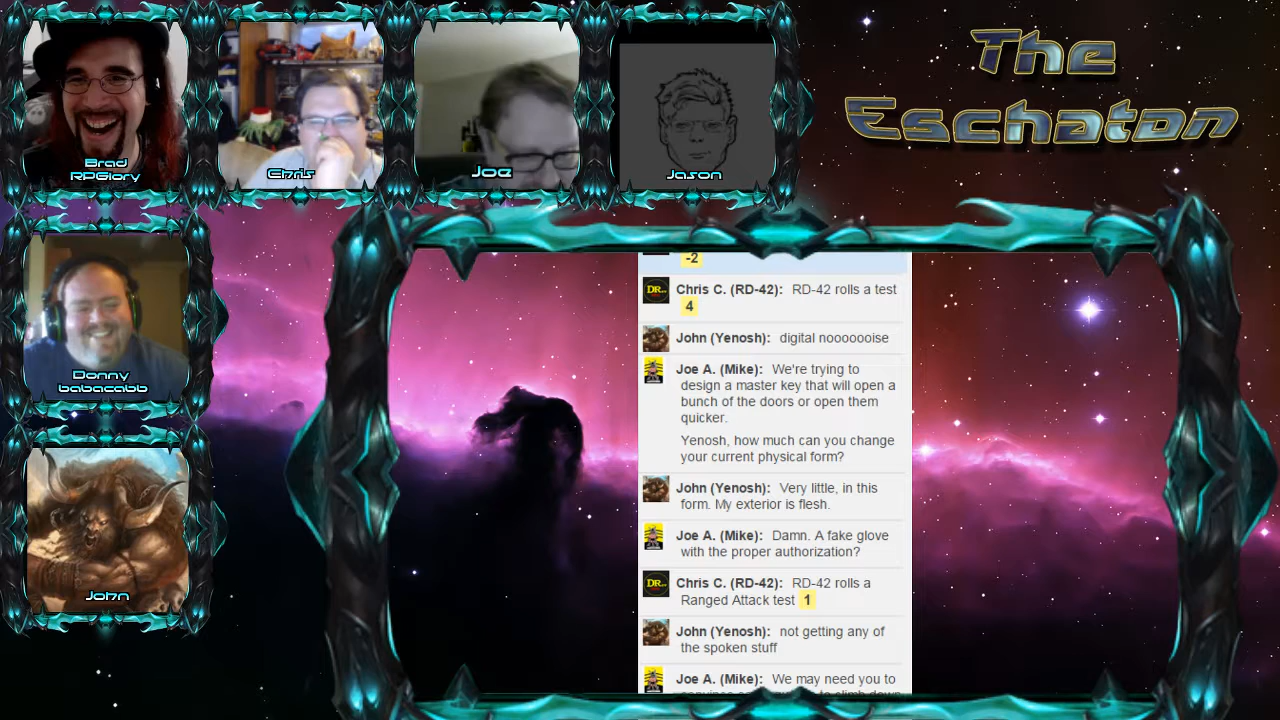 The
Eschaton
Brad
RPGlory
Chris
Joe
Jason
Donny
babacabb
John
-2
DR..
Chris C. (RD-42): RD-42 rolls a test
4
John (Yenosh): digital nooooooise
Joe A. (Mike): We're trying to
design a master key that will open a
bunch of the doors or open them
quicker.
Yenosh, how much can you change
your current physical form?
John (Yenosh): Very little, in this
form. My exterior is flesh.
Joe A. (Mike): Damn. A fake glove
with the proper authorization?
DR..
Chris C. (RD-42): RD-42 rolls a
Ranged Attack test 1
John (Yenosh): not getting any of
the spoken stuff
Joe A. (Mike): We may need you to